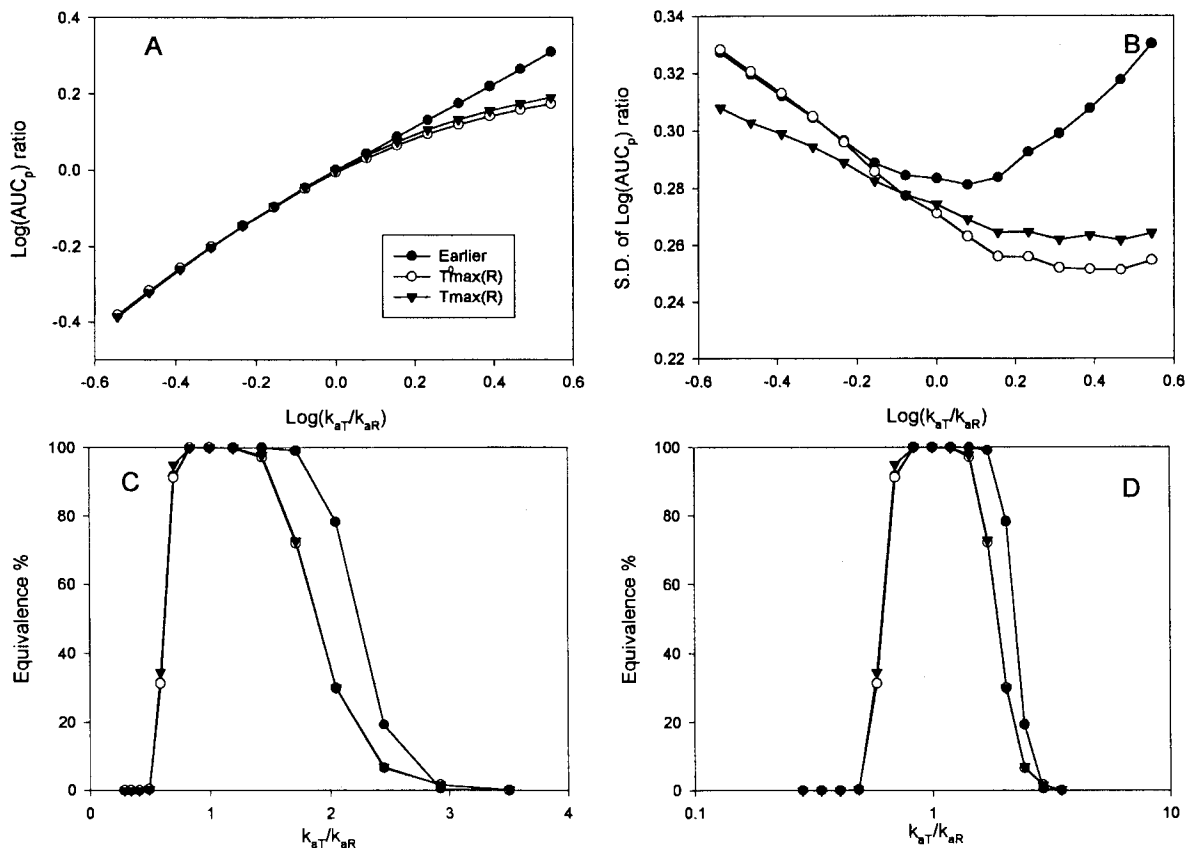 A
Log(AUCp) ratio
0.4
0.2
0.0
-0.2
-0.4
Earlier
T°max(R)
Tmax(R)
-0.6 -0.4 -0.2 0.0 0.2 0.4 0.6
Log(kaT/kaR)
B
S.D. of Log(AUCp) ratio
0.34
0.32
0.30
0.28
0.26
0.24
0.22
-0.6 -0.4 -0.2 0.0 0.2 0.4 0.6
Log(kaT/kaR)
C
Equivalence %
100
80
60
40
20
0
0 1 2 3 4
kaT/kaR
D
Equivalence %
100
80
60
40
20
0
0.1 1 10
kaT/kaR